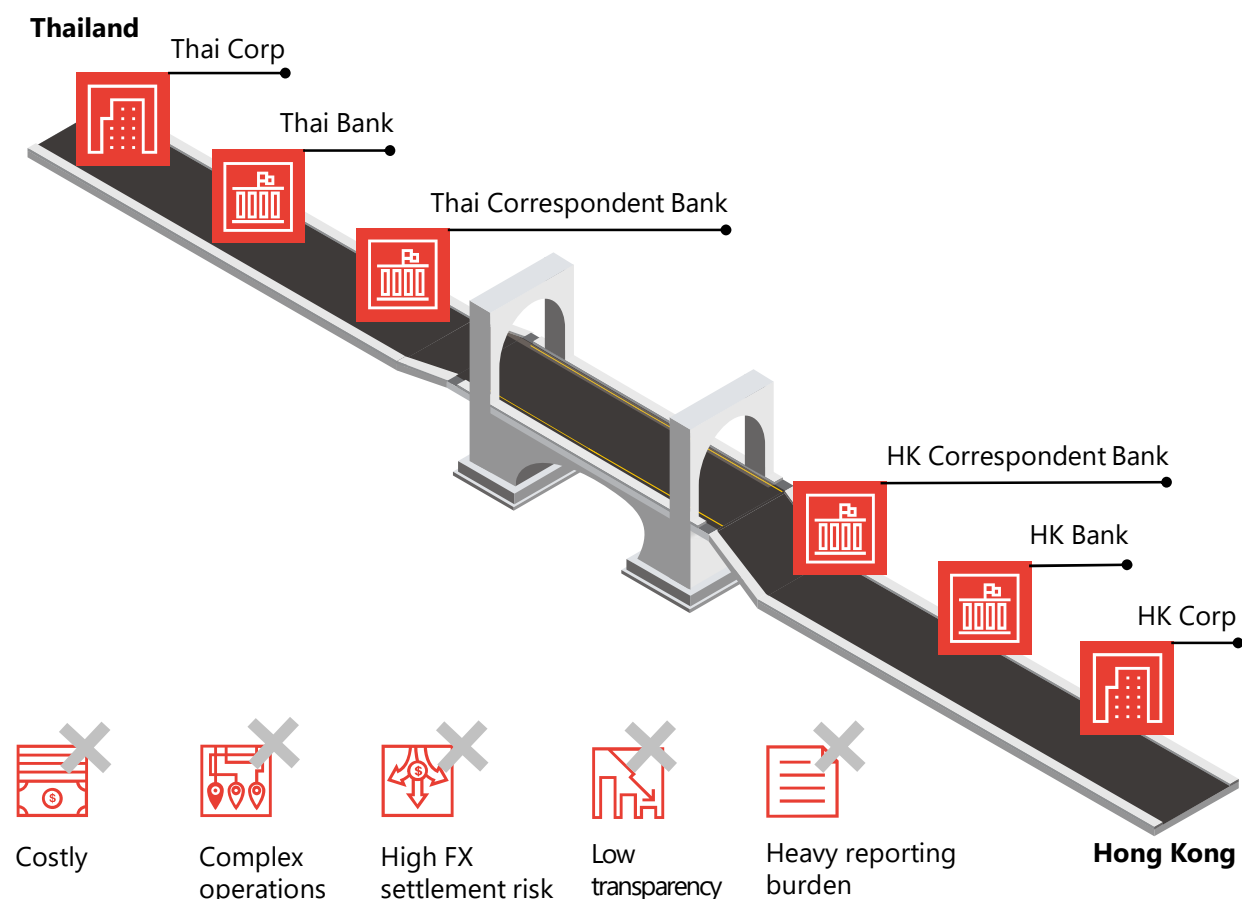 Thailand
Thai Corp
Thai Bank
Thai Correspondent Bank
HK Correspondent Bank
HK Bank
HK Corp
$
$
Costly
Complex
operations
High FX
settlement risk
Low
transparency
Heavy reporting
burden
Hong Kong